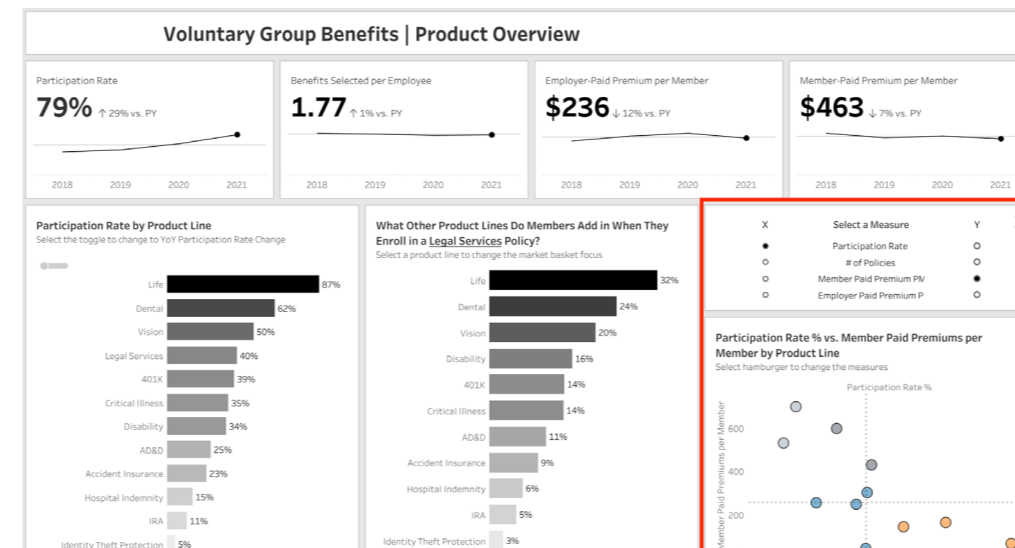 Voluntary Group Benefits | Product Overview
Participation Rate
79% ↑ 29% vs. PY
2018 2019 2020 2021
Benefits Selected per Employee
1.77 ↑ 1% vs. PY
2018 2019 2020 2021
Employer-Paid Premium per Member
$236 ↓ 12% vs. PY
2018 2019 2020 2021
Member-Paid Premium per Member
$463 ↓ 7% vs. PY
2018 2019 2020 2021
Participation Rate by Product Line
Select the toggle to change to YoY Participation Rate Change
Life 87%
Dental 62%
Vision 50%
Legal Services 40%
401K 39%
Critical Illness 35%
Disability 34%
AD&D 25%
Accident Insurance 23%
Hospital Indemnity 15%
IRA 11%
Identity Theft Protection 5%
What Other Product Lines Do Members Add in When They
Enroll in a Legal Services Policy?
Select a product line to change the market basket focus
Life 32%
Dental 24%
Vision 20%
Disability 16%
401K 14%
Critical Illness 14%
AD&D 11%
Accident Insurance 9%
Hospital Indemnity 6%
IRA 5%
Identity Theft Protection 3%
X Select a Measure Y
Participation Rate
# of Policies
Member Paid Premium PM
Employer Paid Premium P
Participation Rate % vs. Member Paid Premiums per
Member by Product Line
Select hamburger to change the measures
Participation Rate %
Member Paid Premiums per Member
600
400
200